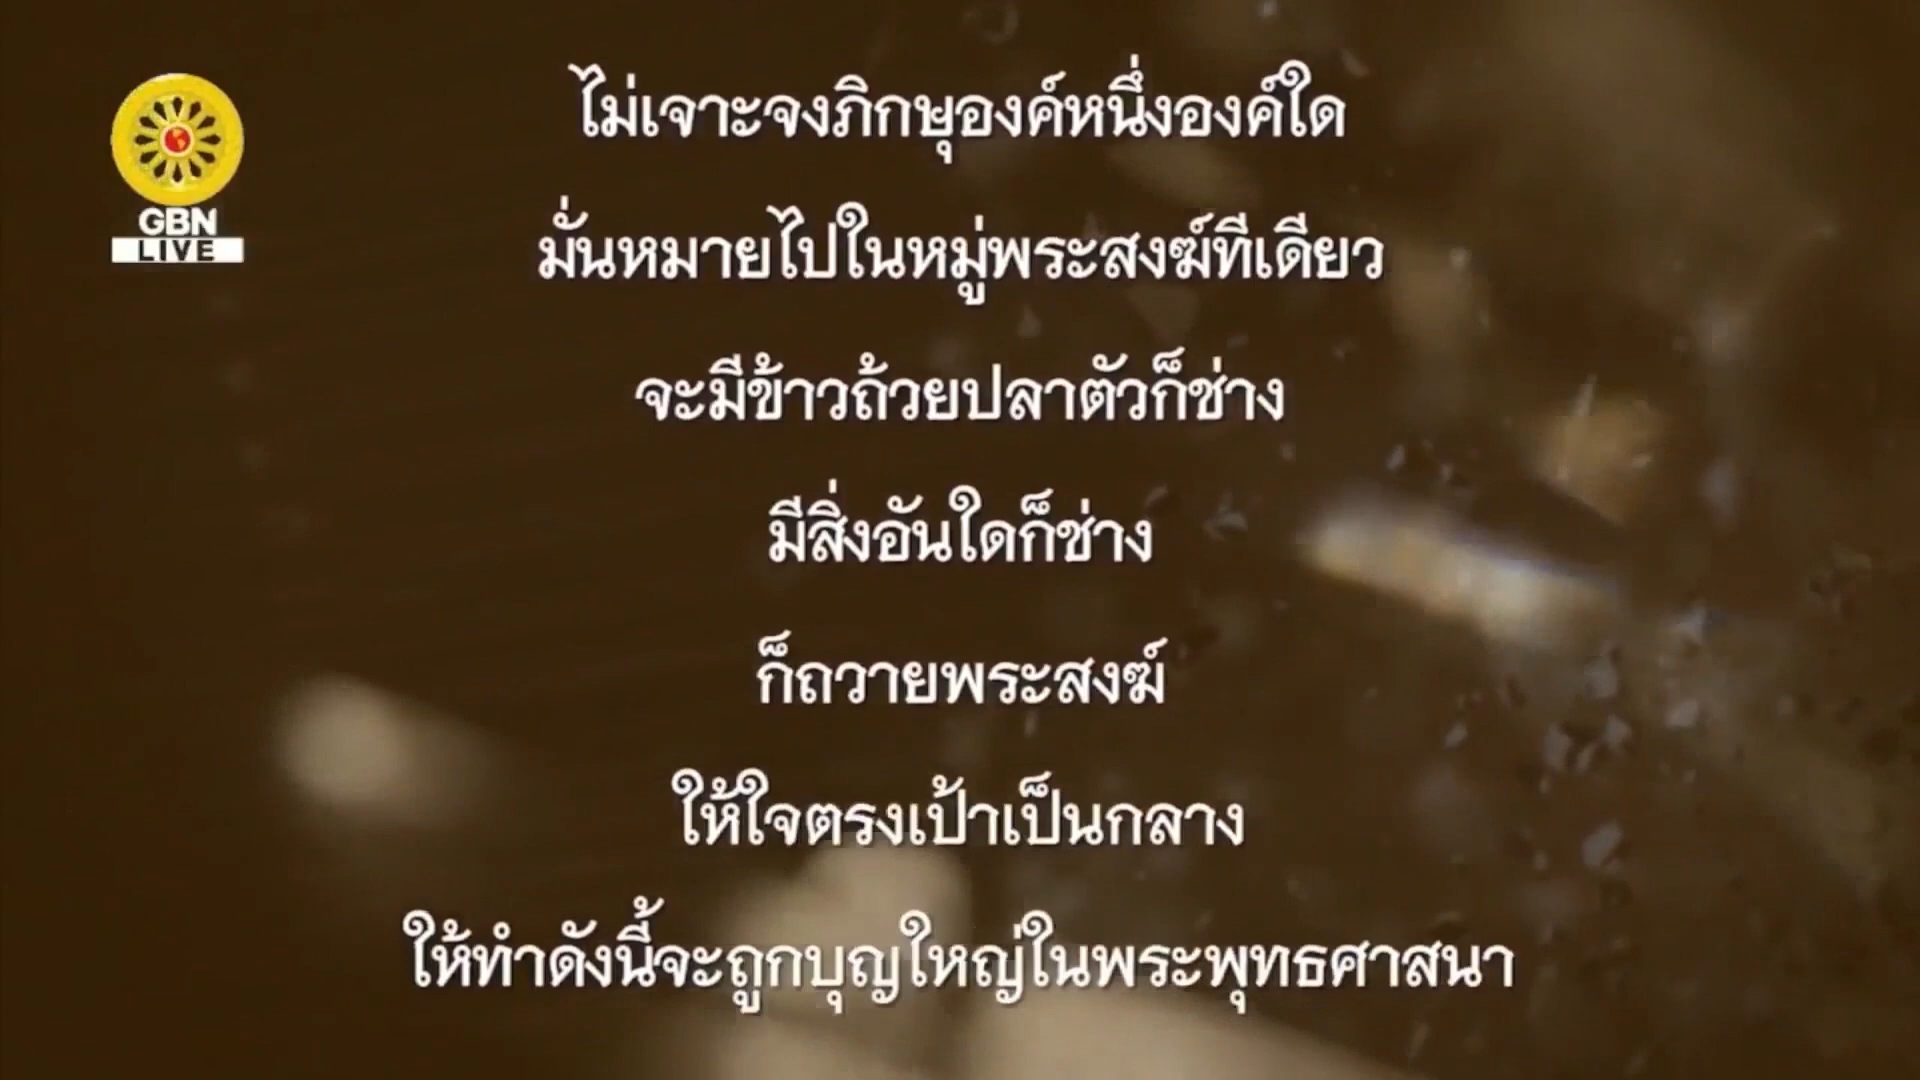 GBN
LIVE
ไม่เจาะจงภิกษุองค์หนึ่งองค์ใด
มั่นหมายไปในหมู่พระสงฆ์ทีเดียว
จะมีข้าวถ้วยปลาตัวก็ช่าง
มีสิ่งอันใดก็ช่าง
ก็ถวายพระสงฆ์
ให้ใจตรงเป้าเป็นกลาง
ให้ทำดังนี้จะถูกบุญใหญ่ในพระพุทธศาสนา